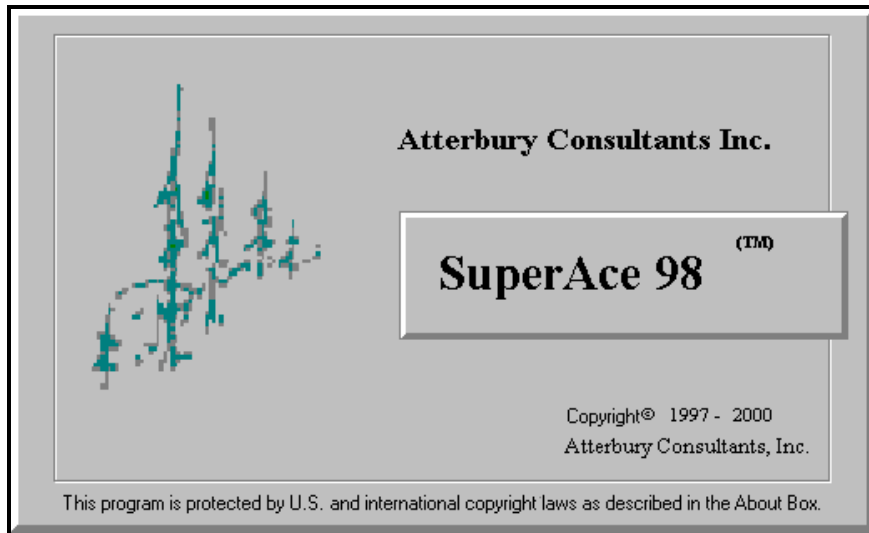 Atterbury Consultants Inc.
SuperAce 98 (TM)
Copyright© 1997 - 2000
Atterbury Consultants, Inc.
This program is protected by U.S. and international copyright laws as described in the About Box.